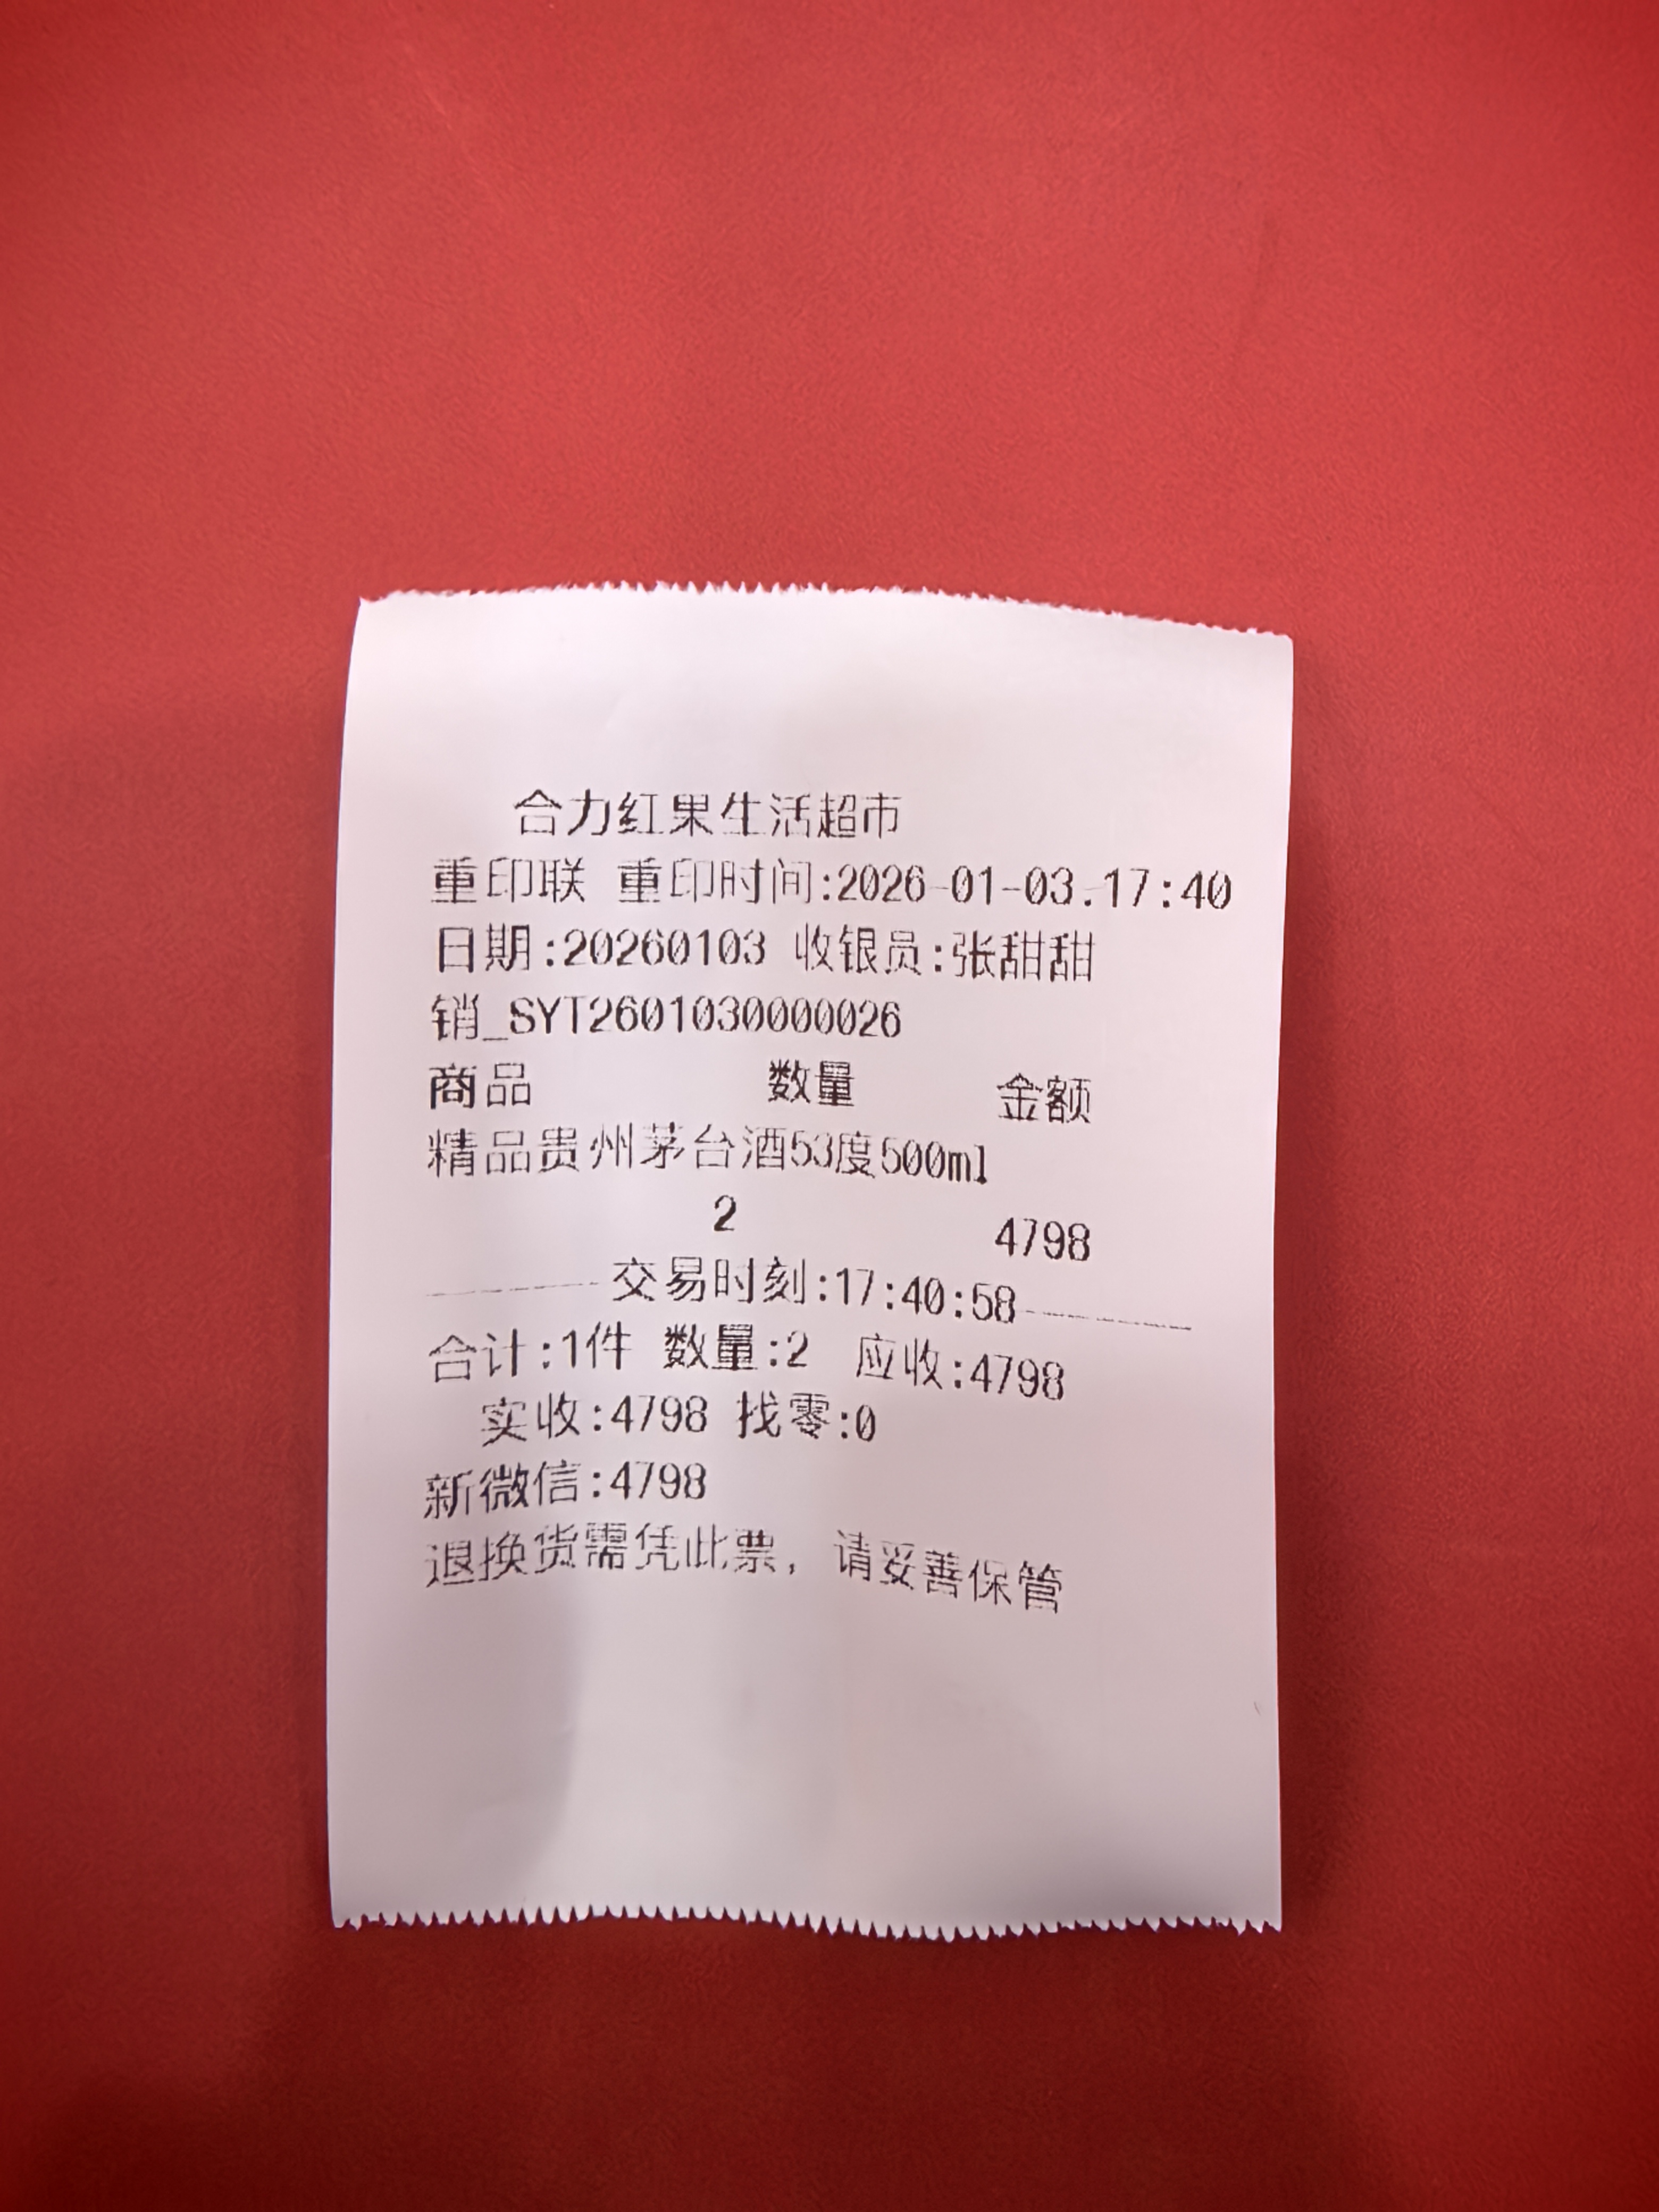 合力红果生活超市
重印联 重印时间:2026-01-03.17:40
日期:20260103 收银员:张甜甜
销_SYT2601030000026
商品 数量 金额
精品贵州茅台酒53度500ml
2 4798
交易时刻:17:40:58
合计:1件 数量:2 应收:4798
实收:4798 找零:0
新微信:4798
退换货需凭此票，请妥善保管